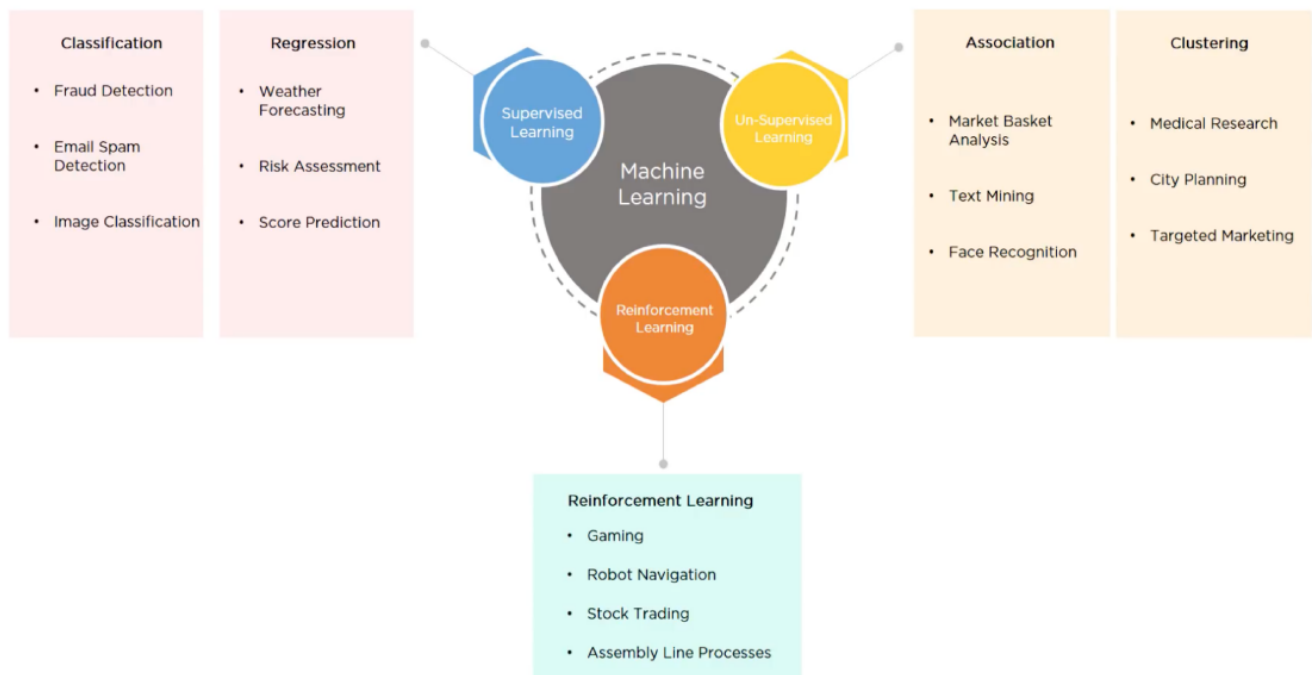 Classification
• Fraud Detection
• Email Spam
Detection
• Image Classification
Regression
• Weather
Forecasting
• Risk Assessment
• Score Prediction
Supervised
Learning
Machine
Learning
Un-Supervised
Learning
Reinforcement
Learning
Association
• Market Basket
Analysis
• Text Mining
• Face Recognition
Clustering
• Medical Research
• City Planning
• Targeted Marketing
Reinforcement Learning
• Gaming
• Robot Navigation
• Stock Trading
• Assembly Line Processes